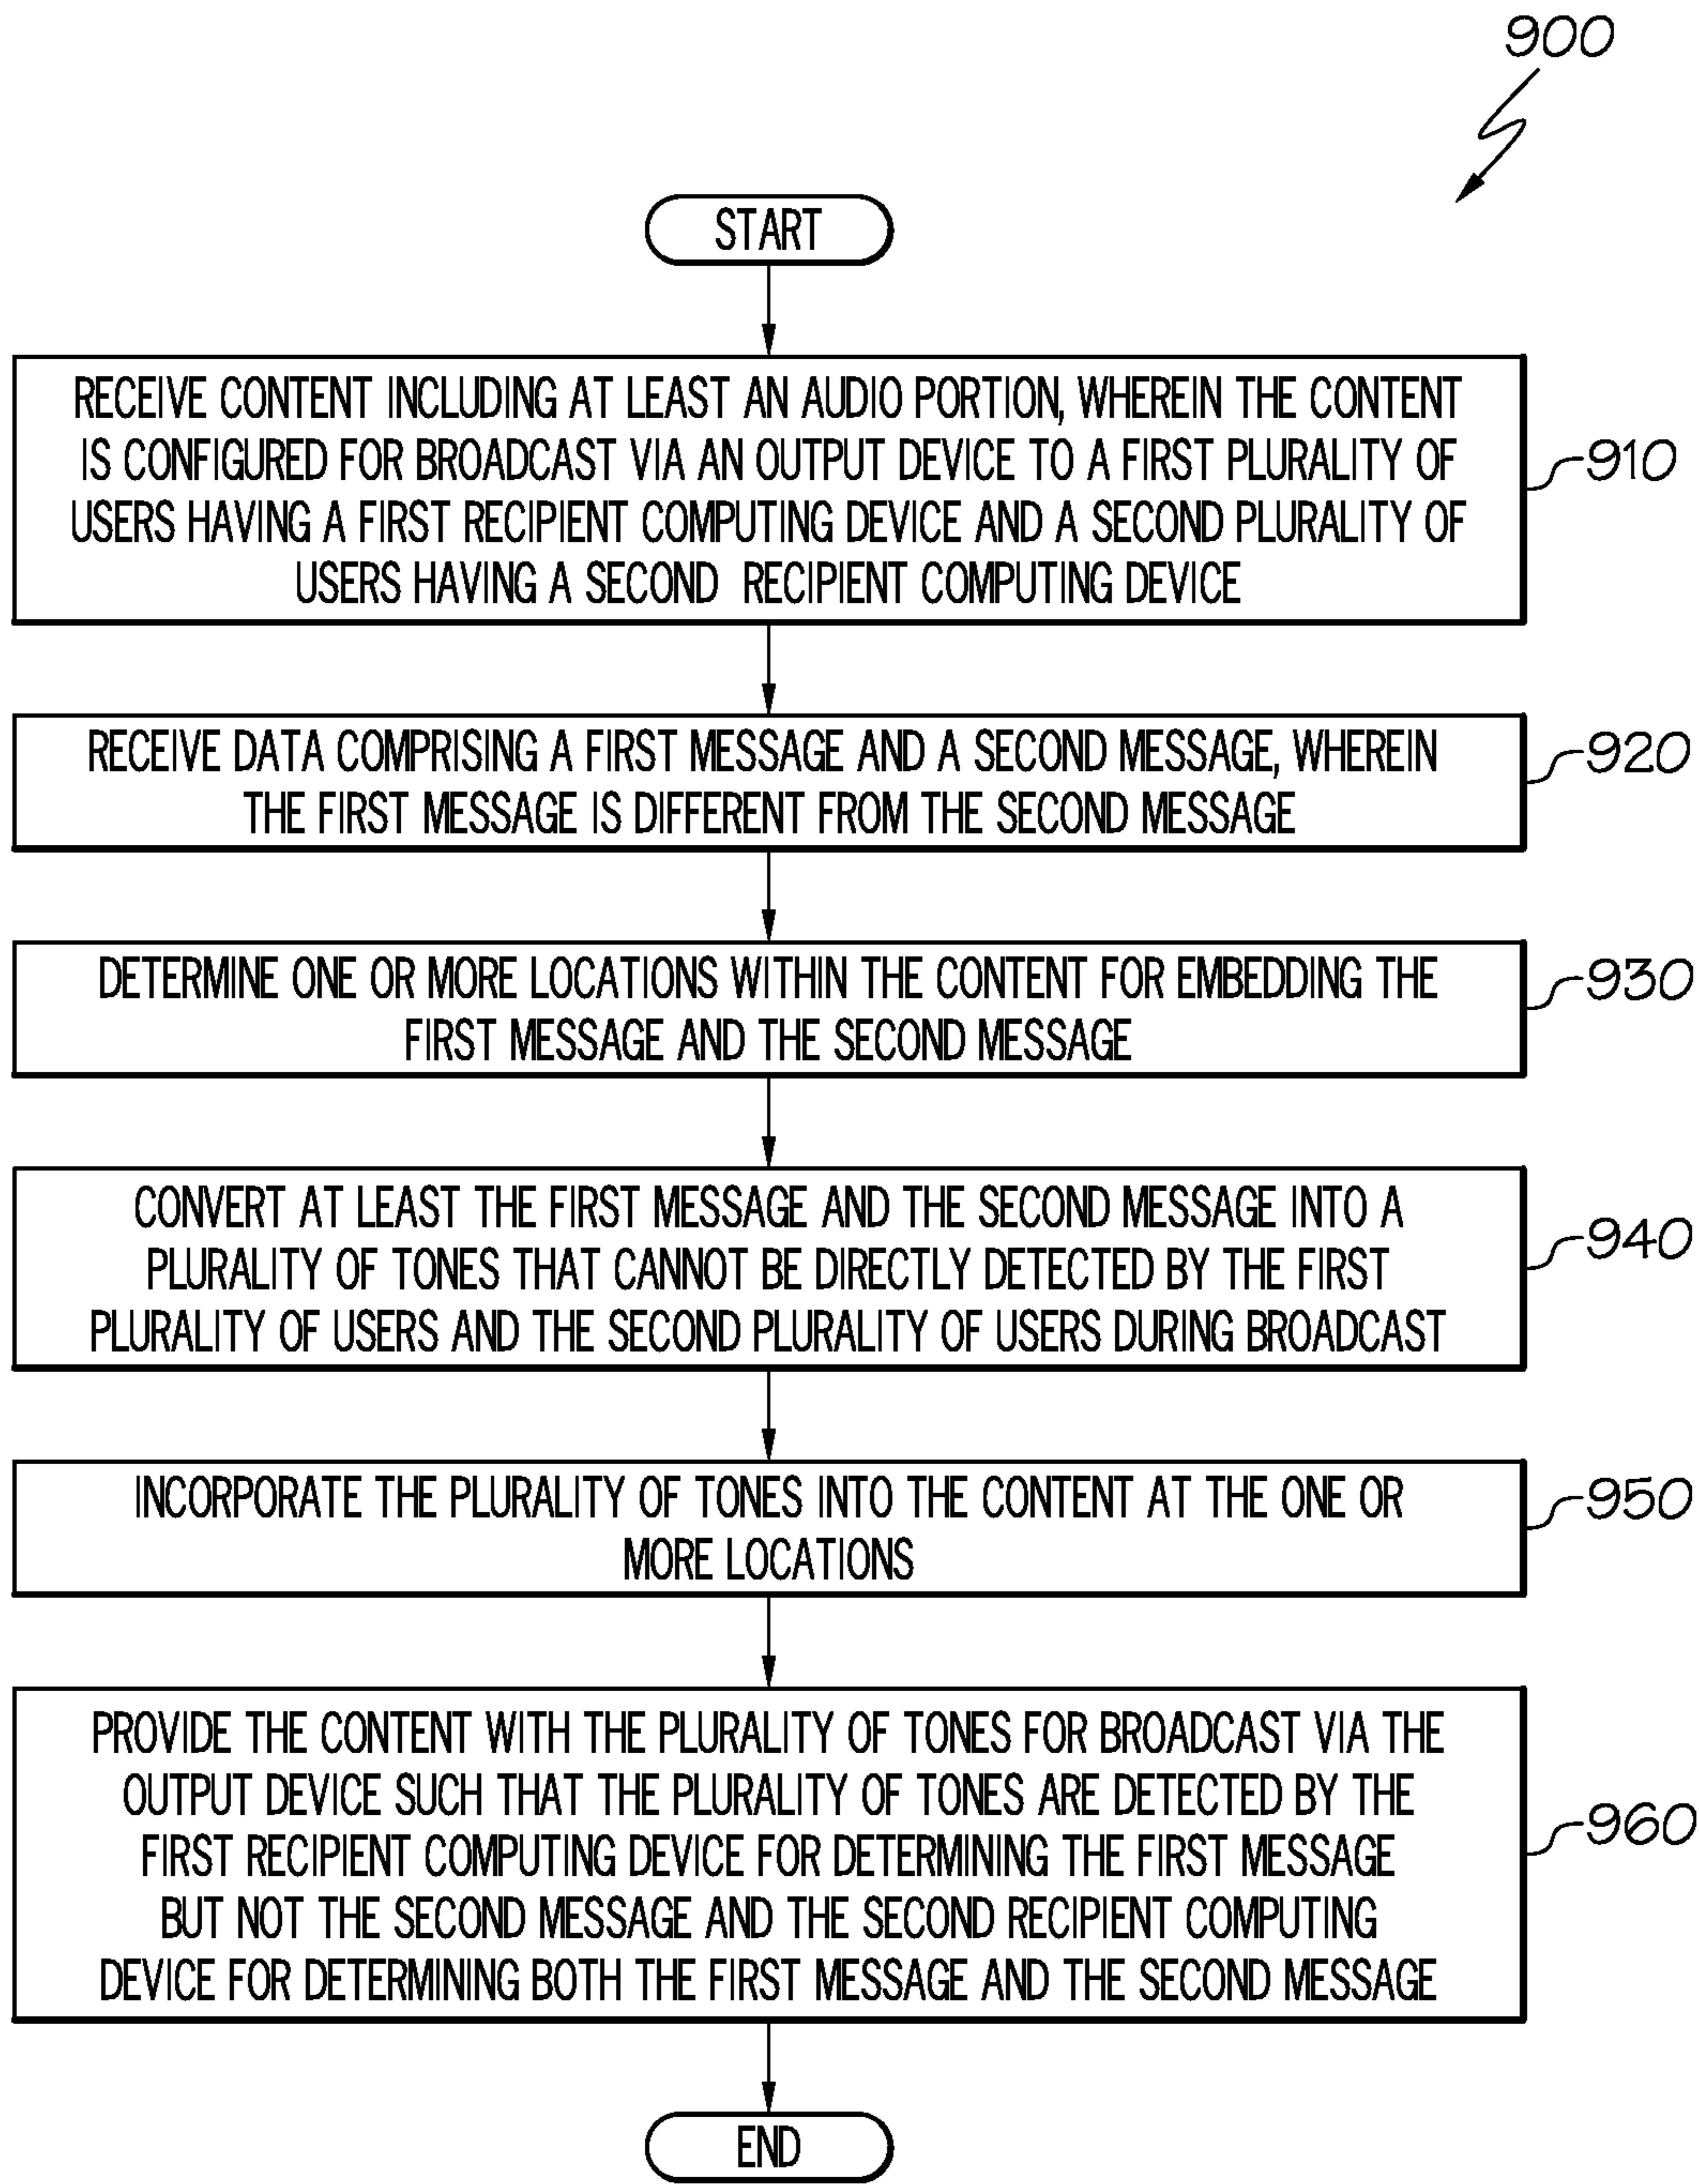 900
START
RECEIVE CONTENT INCLUDING AT LEAST AN AUDIO PORTION, WHEREIN THE CONTENT
IS CONFIGURED FOR BROADCAST VIA AN OUTPUT DEVICE TO A FIRST PLURALITY OF
USERS HAVING A FIRST RECIPIENT COMPUTING DEVICE AND A SECOND PLURALITY OF
USERS HAVING A SECOND RECIPIENT COMPUTING DEVICE
910
RECEIVE DATA COMPRISING A FIRST MESSAGE AND A SECOND MESSAGE, WHEREIN
THE FIRST MESSAGE IS DIFFERENT FROM THE SECOND MESSAGE
920
DETERMINE ONE OR MORE LOCATIONS WITHIN THE CONTENT FOR EMBEDDING THE
FIRST MESSAGE AND THE SECOND MESSAGE
930
CONVERT AT LEAST THE FIRST MESSAGE AND THE SECOND MESSAGE INTO A
PLURALITY OF TONES THAT CANNOT BE DIRECTLY DETECTED BY THE FIRST
PLURALITY OF USERS AND THE SECOND PLURALITY OF USERS DURING BROADCAST
940
INCORPORATE THE PLURALITY OF TONES INTO THE CONTENT AT THE ONE OR
MORE LOCATIONS
950
PROVIDE THE CONTENT WITH THE PLURALITY OF TONES FOR BROADCAST VIA THE
OUTPUT DEVICE SUCH THAT THE PLURALITY OF TONES ARE DETECTED BY THE
FIRST RECIPIENT COMPUTING DEVICE FOR DETERMINING THE FIRST MESSAGE
BUT NOT THE SECOND MESSAGE AND THE SECOND RECIPIENT COMPUTING
DEVICE FOR DETERMINING BOTH THE FIRST MESSAGE AND THE SECOND MESSAGE
960
END